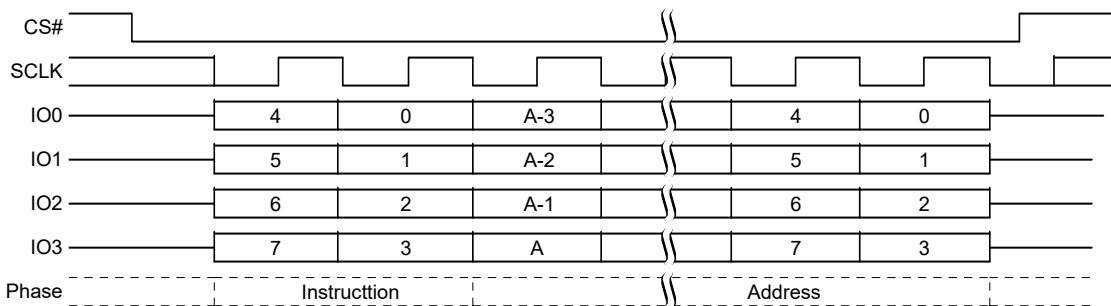 CS#
SCLK
IO0 4 0 A-3 4 0
IO1 5 1 A-2 5 1
IO2 6 2 A-1 6 2
IO3 7 3 A 7 3
Phase Instructtion Address